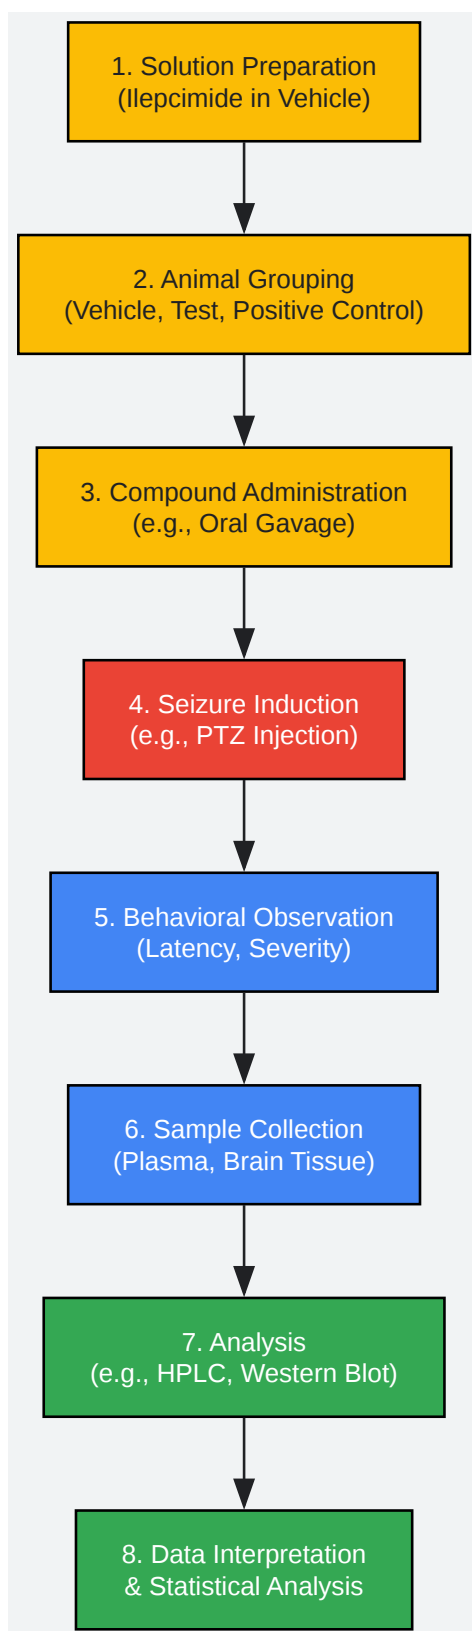 1. Solution Preparation
(Ilepcimide in Vehicle)
2. Animal Grouping
(Vehicle, Test, Positive Control)
3. Compound Administration
(e.g., Oral Gavage)
4. Seizure Induction
(e.g., PTZ Injection)
5. Behavioral Observation
(Latency, Severity)
6. Sample Collection
(Plasma, Brain Tissue)
7. Analysis
(e.g., HPLC, Western Blot)
8. Data Interpretation
& Statistical Analysis